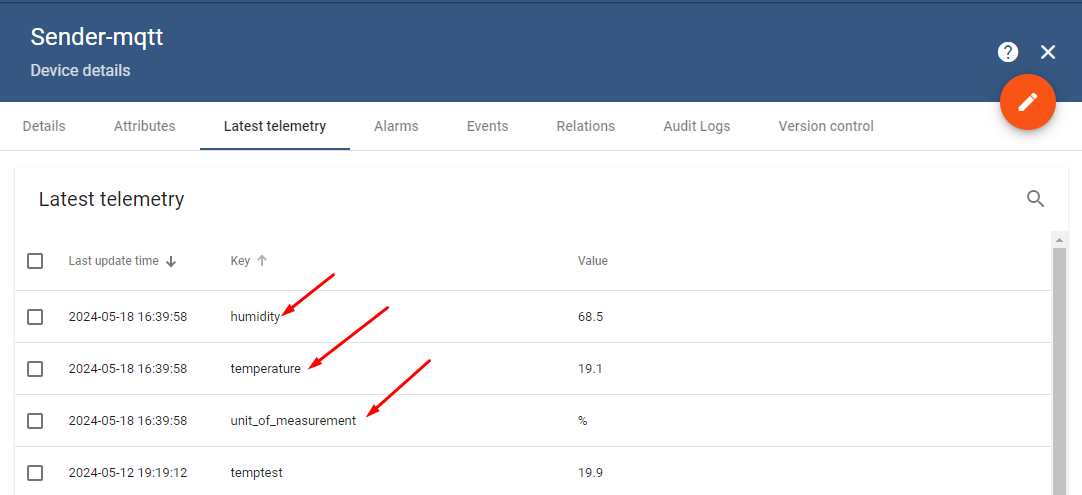 Sender-mqtt
Device details
?
Details Attributes Latest telemetry Alarms Events Relations Audit Logs Version control
Latest telemetry
Last update time Key Value
2024-05-18 16:39:58 humidity 68.5
2024-05-18 16:39:58 temperature 19.1
2024-05-18 16:39:58 unit_of_measurement %
2024-05-12 19:19:12 temptest 19.9